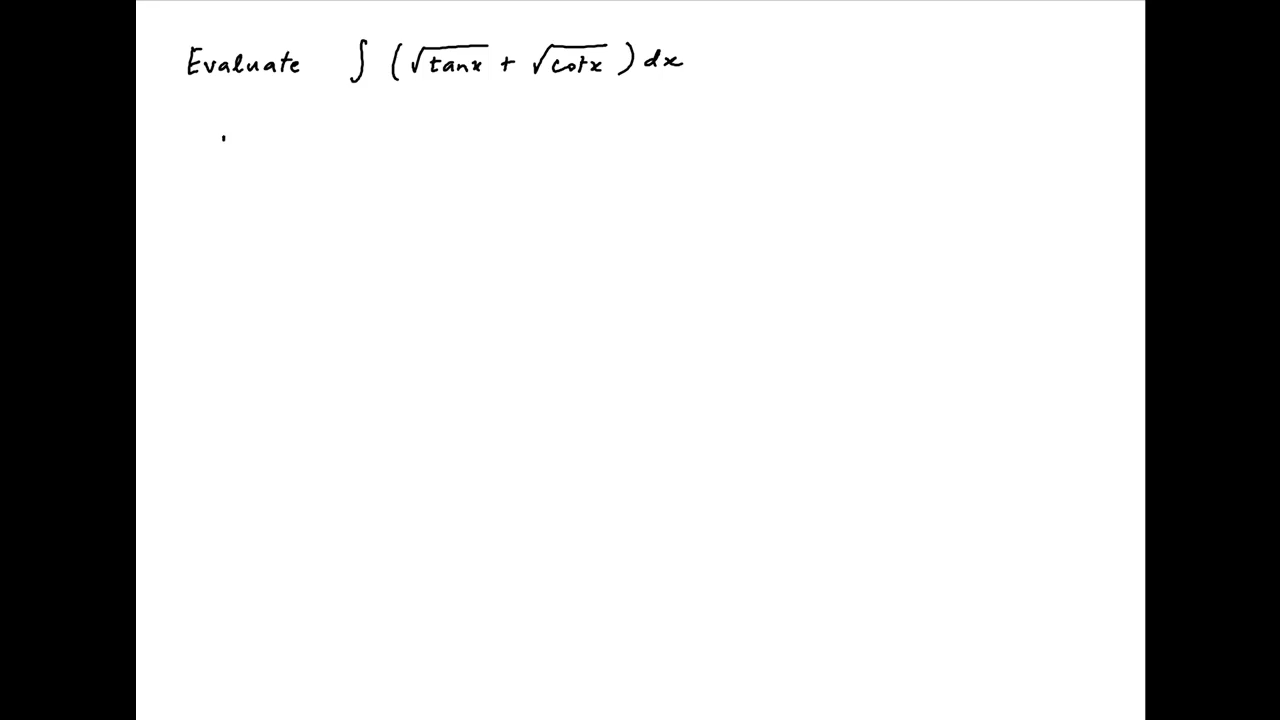 Evaluate ∫ (√tanx + √cotx) dx